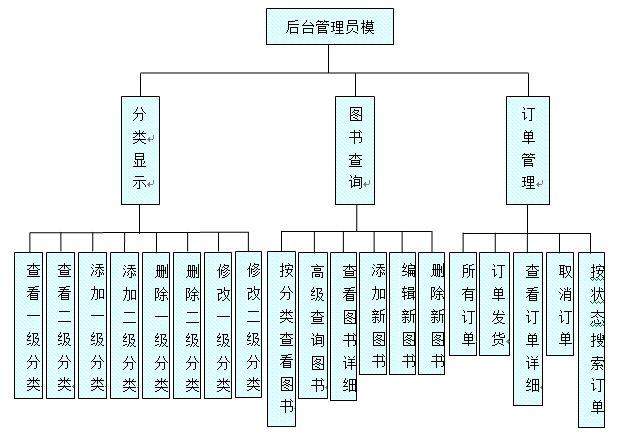 后台管理员模
分类显示
图书查询
订单管理
查看一级分类
查看二级分类
添加一级分类
添加二级分类
删除一级分类
删除二级分类
修改一级分类
修改二级分类
按分类查看图书
高级查询图书
查看图书详细
添加新图书
编辑新图书
删除新图书
所有订单
订单发货
查看订单详细
取消订单
按状态搜索订单